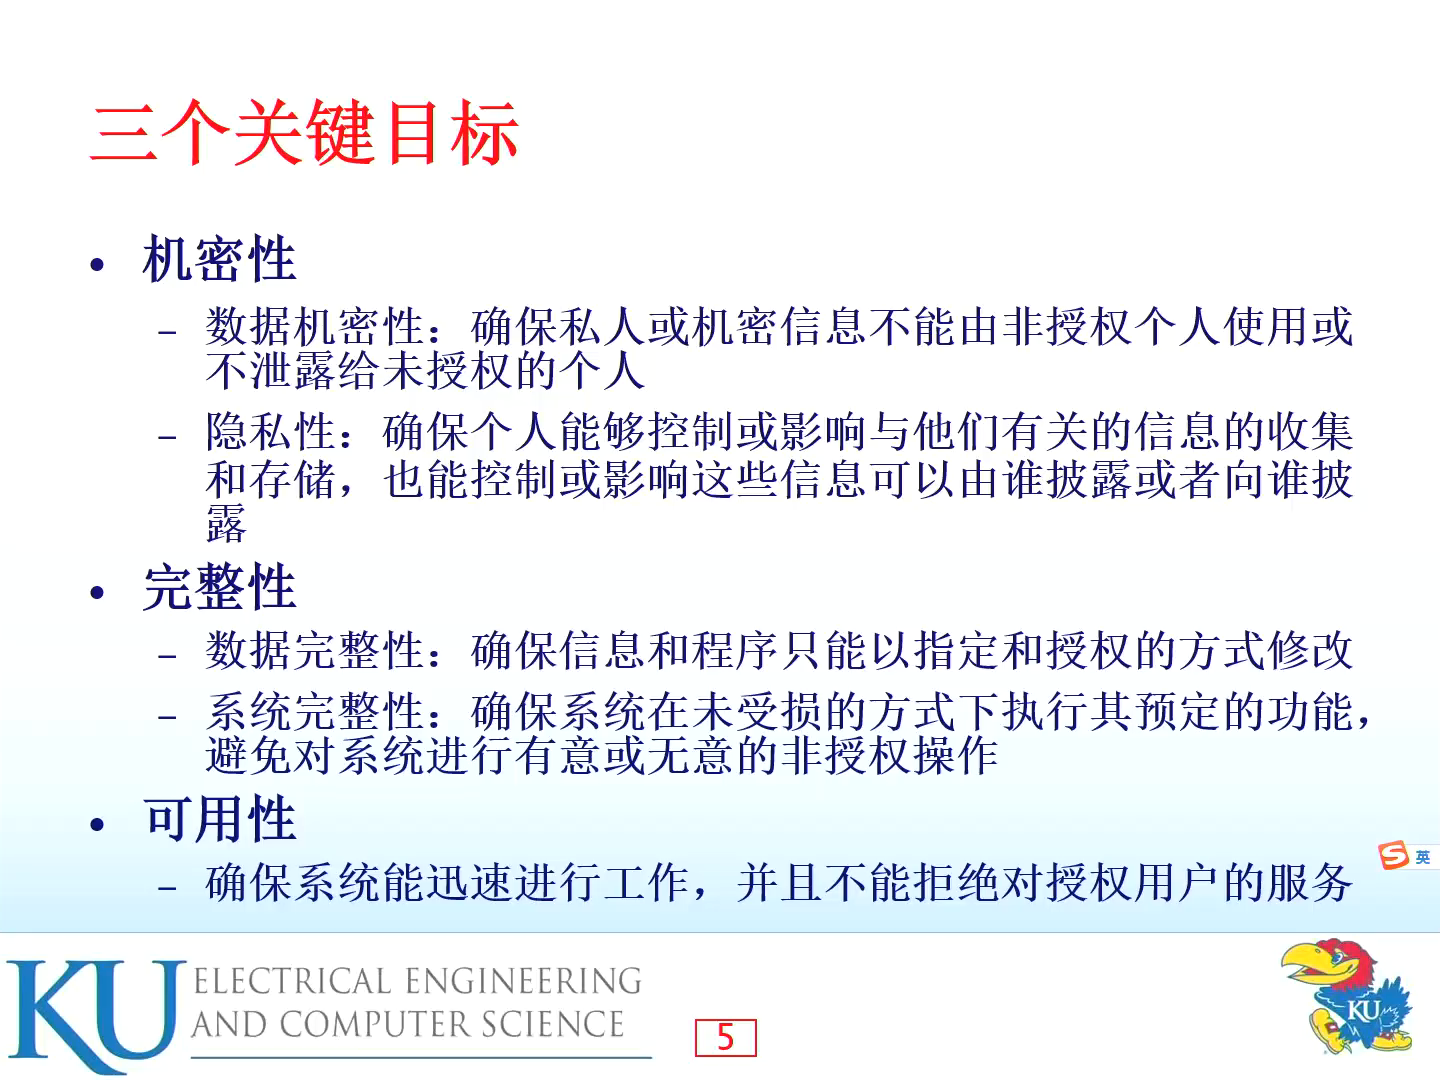 三个关键目标
• 机密性
– 数据机密性：确保私人或机密信息不能由非授权个人使用或
不泄露给未授权的个人
– 隐私性：确保个人能够控制或影响与他们有关的信息的收集
和存储，也能控制或影响这些信息可以由谁披露或者向谁披
露
• 完整性
– 数据完整性：确保信息和程序只能以指定和授权的方式修改
– 系统完整性：确保系统在未受损的方式下执行其预定的功能，
避免对系统进行有意或无意的非授权操作
• 可用性
– 确保系统能迅速进行工作，并且不能拒绝对授权用户的服务
S 英
KU ELECTRICAL ENGINEERING
AND COMPUTER SCIENCE
5
KU